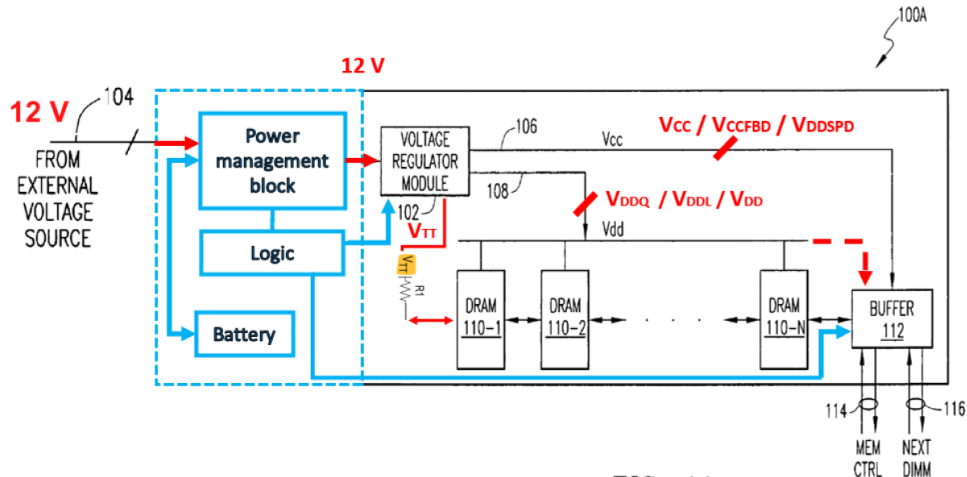 100A
12 V
12 V
104
FROM
EXTERNAL
VOLTAGE
SOURCE
Power
management
block
Logic
Battery
VOLTAGE
REGULATOR
MODULE
102
106
Vcc
VCC / VCCFBD / VDDSPD
108
VDDQ / VDDL / VDD
Vdd
VTT
VTT
R1
DRAM
110-1
DRAM
110-2
. . . .
DRAM
110-N
BUFFER
112
114
116
MEM
CTRL
NEXT
DIMM